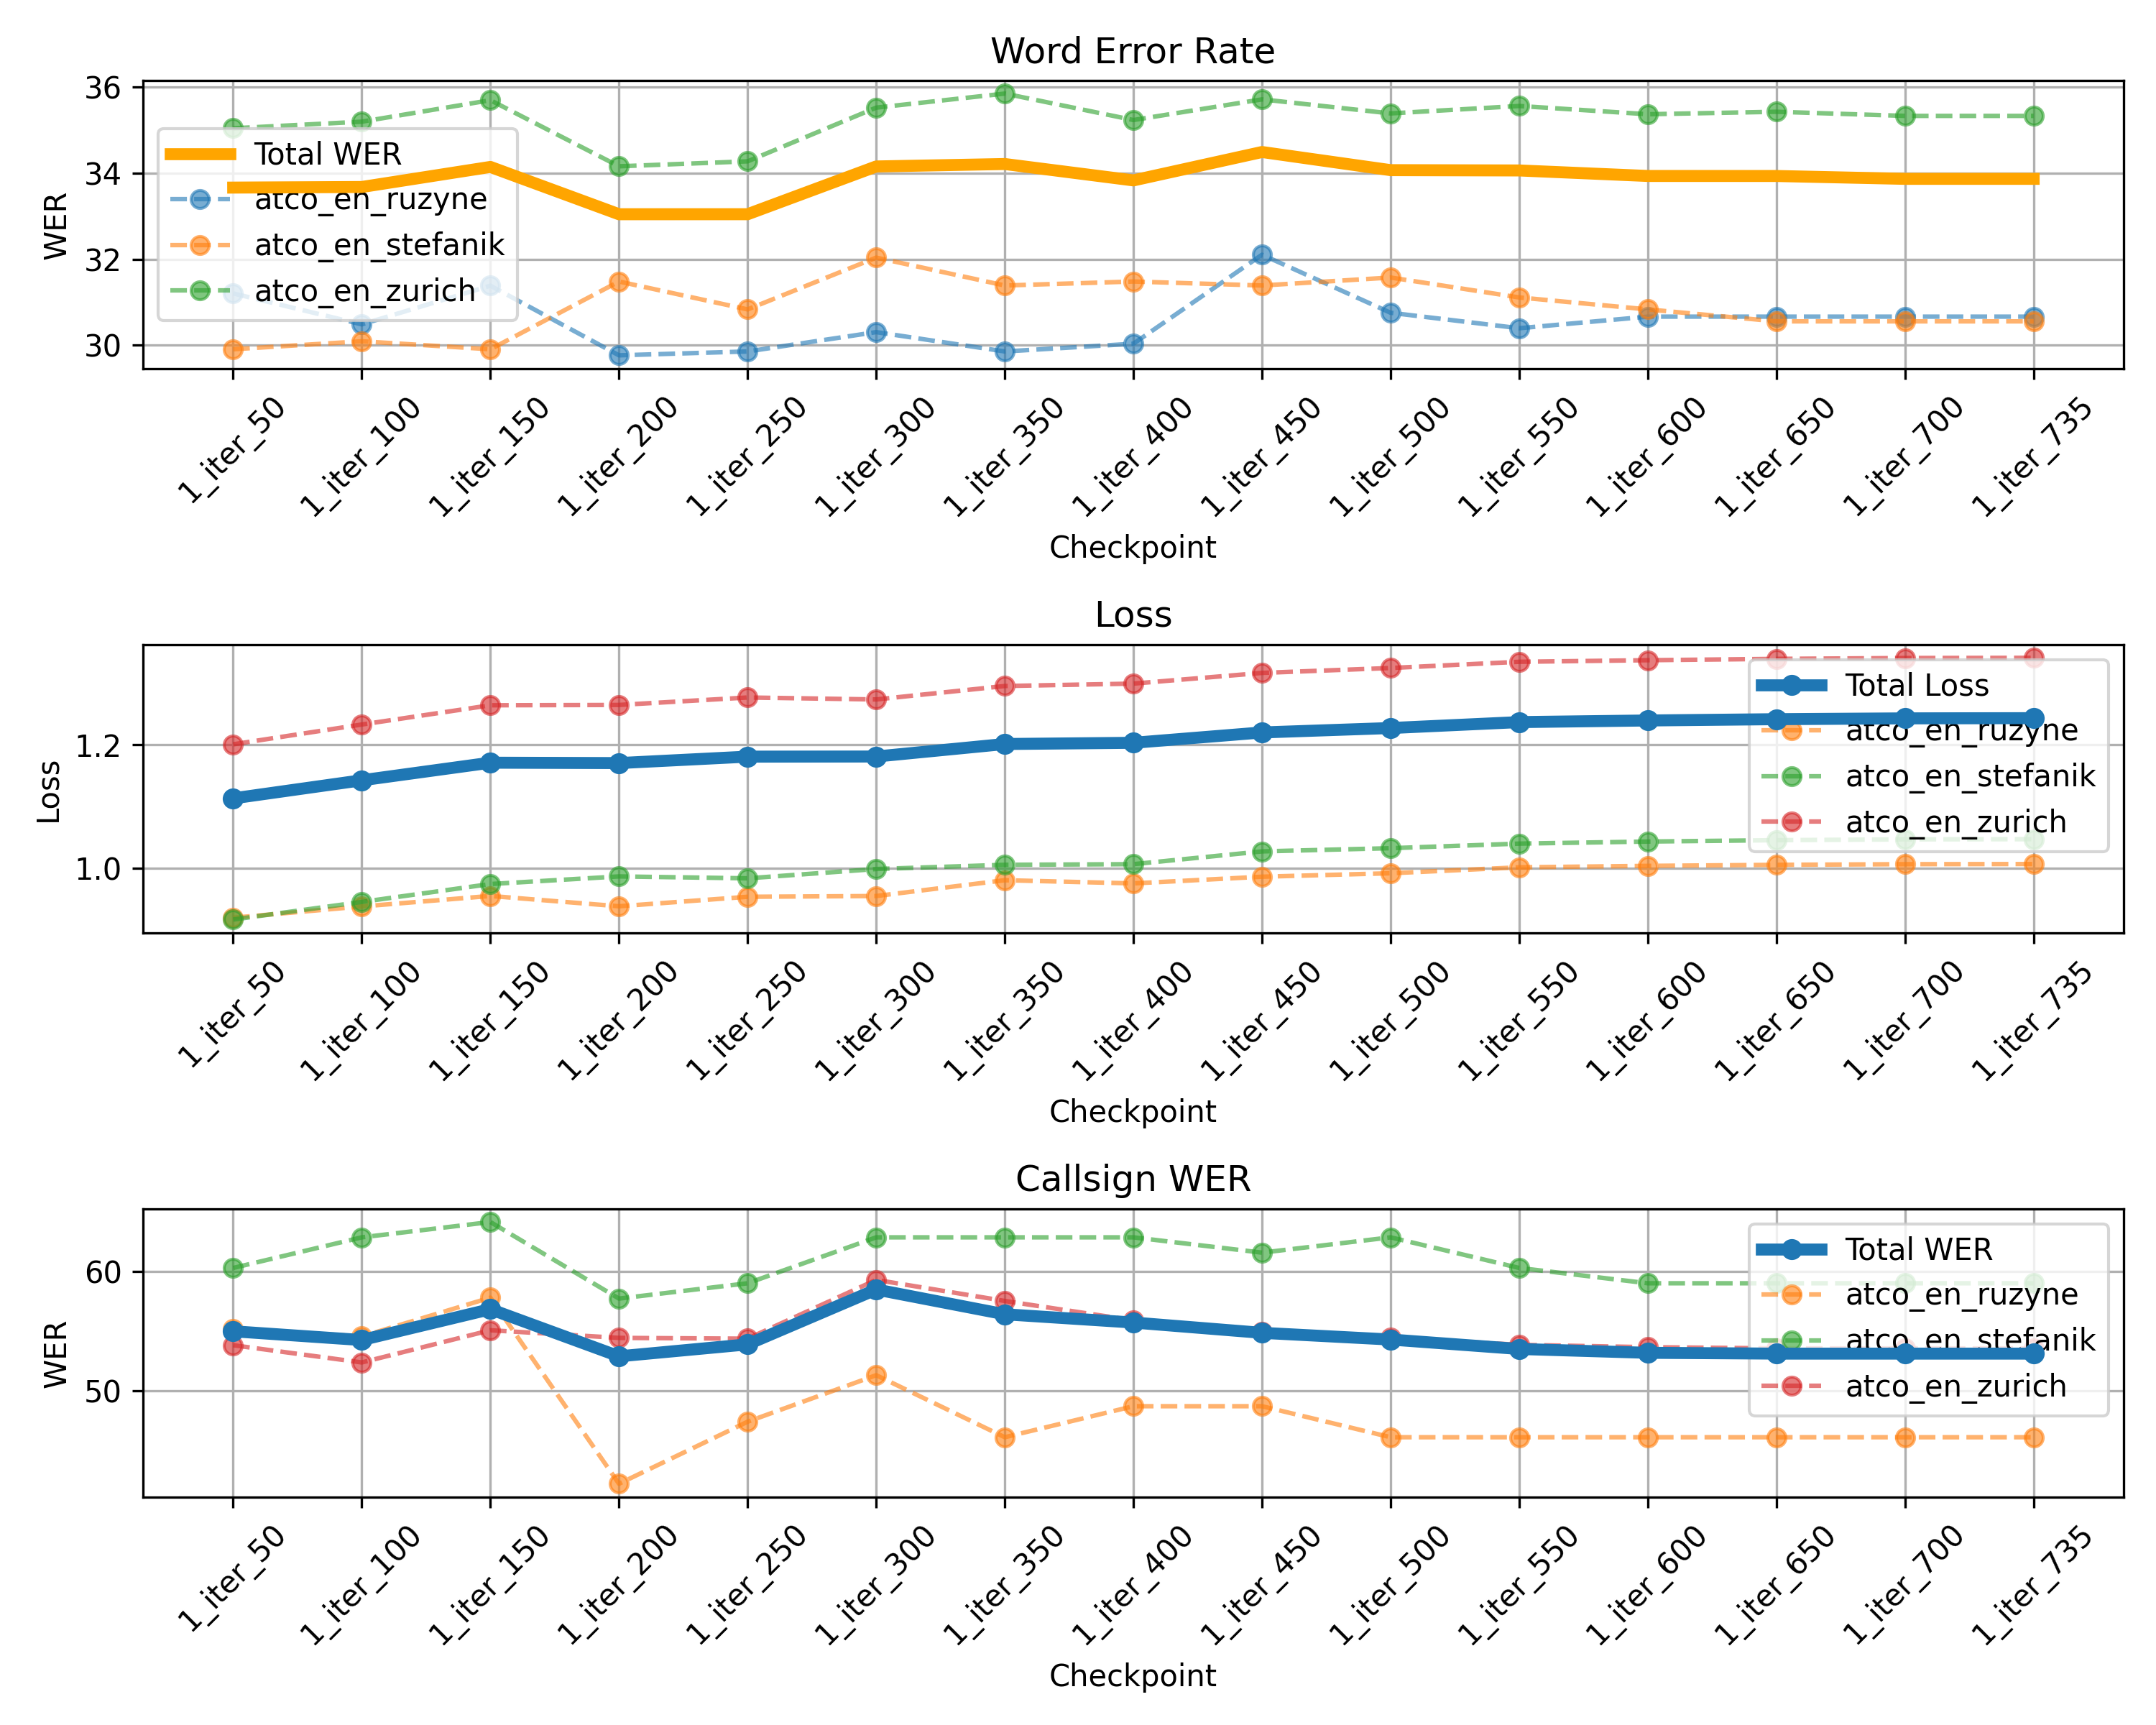 Word Error Rate
WER
36
34
32
30
Total WER
atco_en_ruzyne
atco_en_stefanik
atco_en_zurich
1_iter_50
1_iter_100
1_iter_150
1_iter_200
1_iter_250
1_iter_300
1_iter_350
1_iter_400
1_iter_450
1_iter_500
1_iter_550
1_iter_600
1_iter_650
1_iter_700
1_iter_735
Checkpoint
Loss
Loss
1.2
1.0
Total Loss
atco_en_ruzyne
atco_en_stefanik
atco_en_zurich
1_iter_50
1_iter_100
1_iter_150
1_iter_200
1_iter_250
1_iter_300
1_iter_350
1_iter_400
1_iter_450
1_iter_500
1_iter_550
1_iter_600
1_iter_650
1_iter_700
1_iter_735
Checkpoint
Callsign WER
WER
60
50
Total WER
atco_en_ruzyne
atco_en_stefanik
atco_en_zurich
1_iter_50
1_iter_100
1_iter_150
1_iter_200
1_iter_250
1_iter_300
1_iter_350
1_iter_400
1_iter_450
1_iter_500
1_iter_550
1_iter_600
1_iter_650
1_iter_700
1_iter_735
Checkpoint